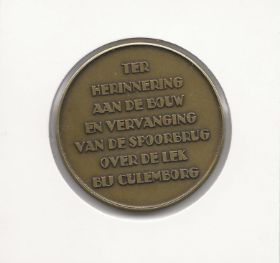 TER
HERINNERING
AAN DE BOUW
EN VERVANGING
VAN DE SPOORBRUG
OVER DE LEK
BIJ CULEMBORG